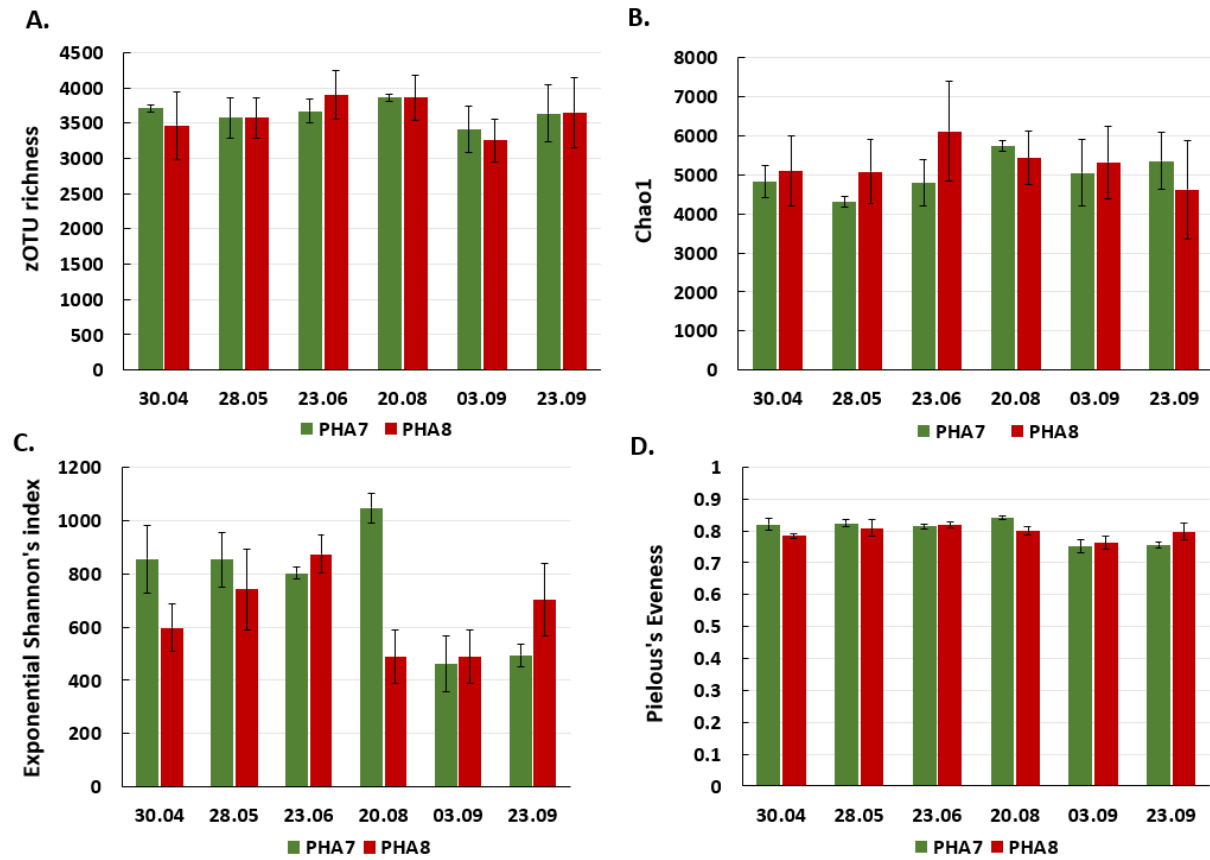 A.
zOTU richness
4500
4000
3500
3000
2500
2000
1500
1000
500
0
30.04 28.05 23.06 20.08 03.09 23.09
PHA7 PHA8
B.
Chao1
8000
7000
6000
5000
4000
3000
2000
1000
0
30.04 28.05 23.06 20.08 03.09 23.09
PHA7 PHA8
C.
Exponential Shannon's index
1200
1000
800
600
400
200
0
30.04 28.05 23.06 20.08 03.09 23.09
PHA7 PHA8
D.
Pielous's Eveness
1
0.9
0.8
0.7
0.6
0.5
0.4
0.3
0.2
0.1
0
30.04 28.05 23.06 20.08 03.09 23.09
PHA7 PHA8